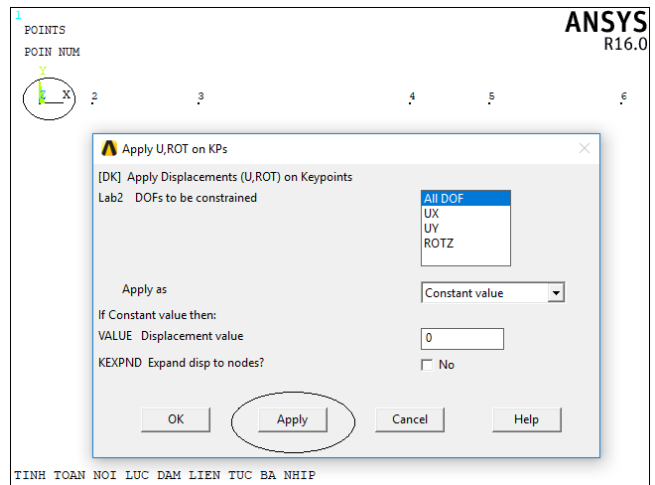 1
POINTS
POIN NUM
ANSYS
R16.0
Y
Z X 2 3 4 5 6
Apply U,ROT on KPs
[DK] Apply Displacements (U,ROT) on Keypoints
Lab2 DOFs to be constrained
All DOF
UX
UY
ROTZ
Apply as
Constant value
If Constant value then:
VALUE Displacement value
0
KEXPND Expand disp to nodes?
No
OK Apply Cancel Help
TINH TOAN NOI LUC DAM LIEN TUC BA NHIP